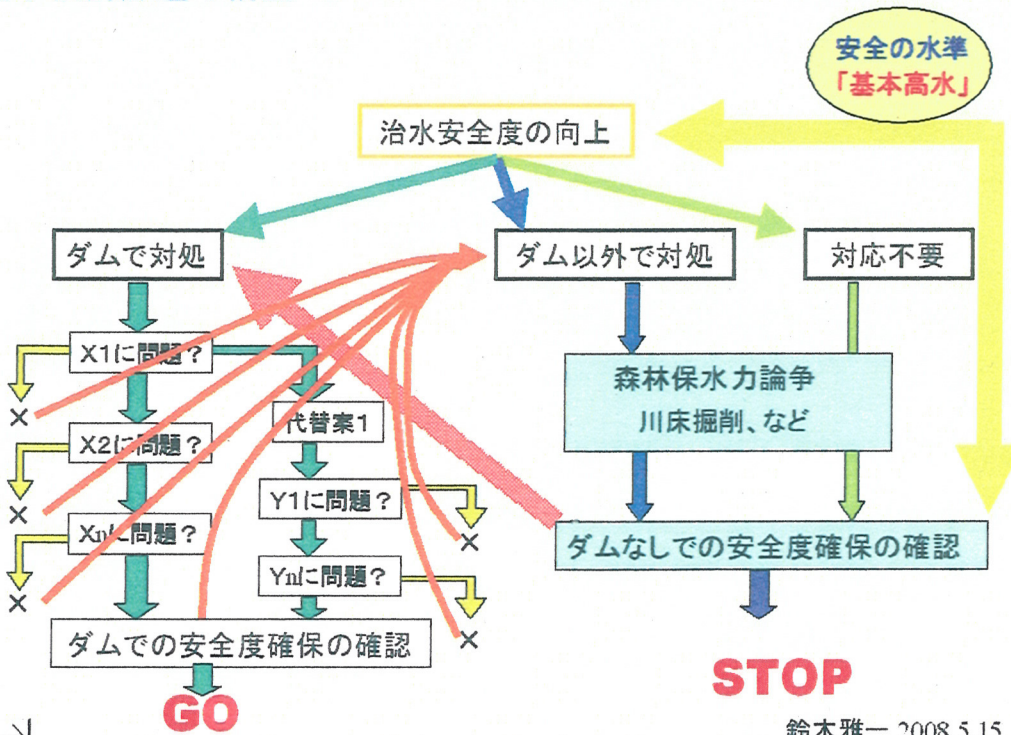 安全の水準
「基本高水」
治水安全度の向上
ダムで対処
ダム以外で対処
対応不要
X1に問題？
森林保水力論争
川床掘削、など
×
X2に問題？
代替案1
×
Y1に問題？
Xnに問題？
×
ダムなしでの安全度確保の確認
Ynに問題？
×
ダムでの安全度確保の確認
×
STOP
GO
鈴木雅一 2008.5.15